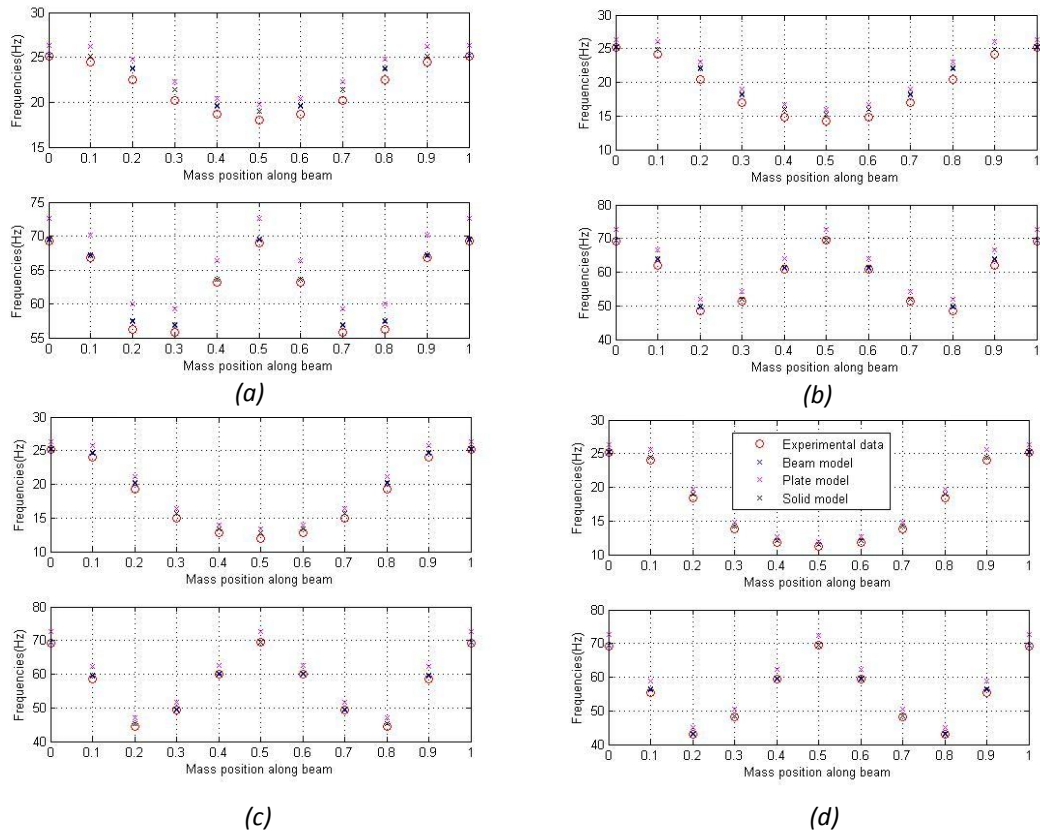 30
25
20
15
Frequencies(Hz)
0 0.1 0.2 0.3 0.4 0.5 0.6 0.7 0.8 0.9 1
Mass position along beam
75
70
65
60
55
Frequencies(Hz)
0 0.1 0.2 0.3 0.4 0.5 0.6 0.7 0.8 0.9 1
Mass position along beam
(a)
30
25
20
15
10
Frequencies(Hz)
0 0.1 0.2 0.3 0.4 0.5 0.6 0.7 0.8 0.9 1
Mass position along beam
80
70
60
50
40
Frequencies(Hz)
0 0.1 0.2 0.3 0.4 0.5 0.6 0.7 0.8 0.9 1
Mass position along beam
(b)
30
25
20
15
10
Frequencies(Hz)
0 0.1 0.2 0.3 0.4 0.5 0.6 0.7 0.8 0.9 1
Mass position along beam
80
70
60
50
40
Frequencies(Hz)
0 0.1 0.2 0.3 0.4 0.5 0.6 0.7 0.8 0.9 1
Mass position along beam
(c)
30
25
20
15
10
Frequencies(Hz)
Experimental data
Beam model
Plate model
Solid model
0 0.1 0.2 0.3 0.4 0.5 0.6 0.7 0.8 0.9 1
Mass position along beam
80
70
60
50
40
Frequencies(Hz)
0 0.1 0.2 0.3 0.4 0.5 0.6 0.7 0.8 0.9 1
Mass position along beam
(d)